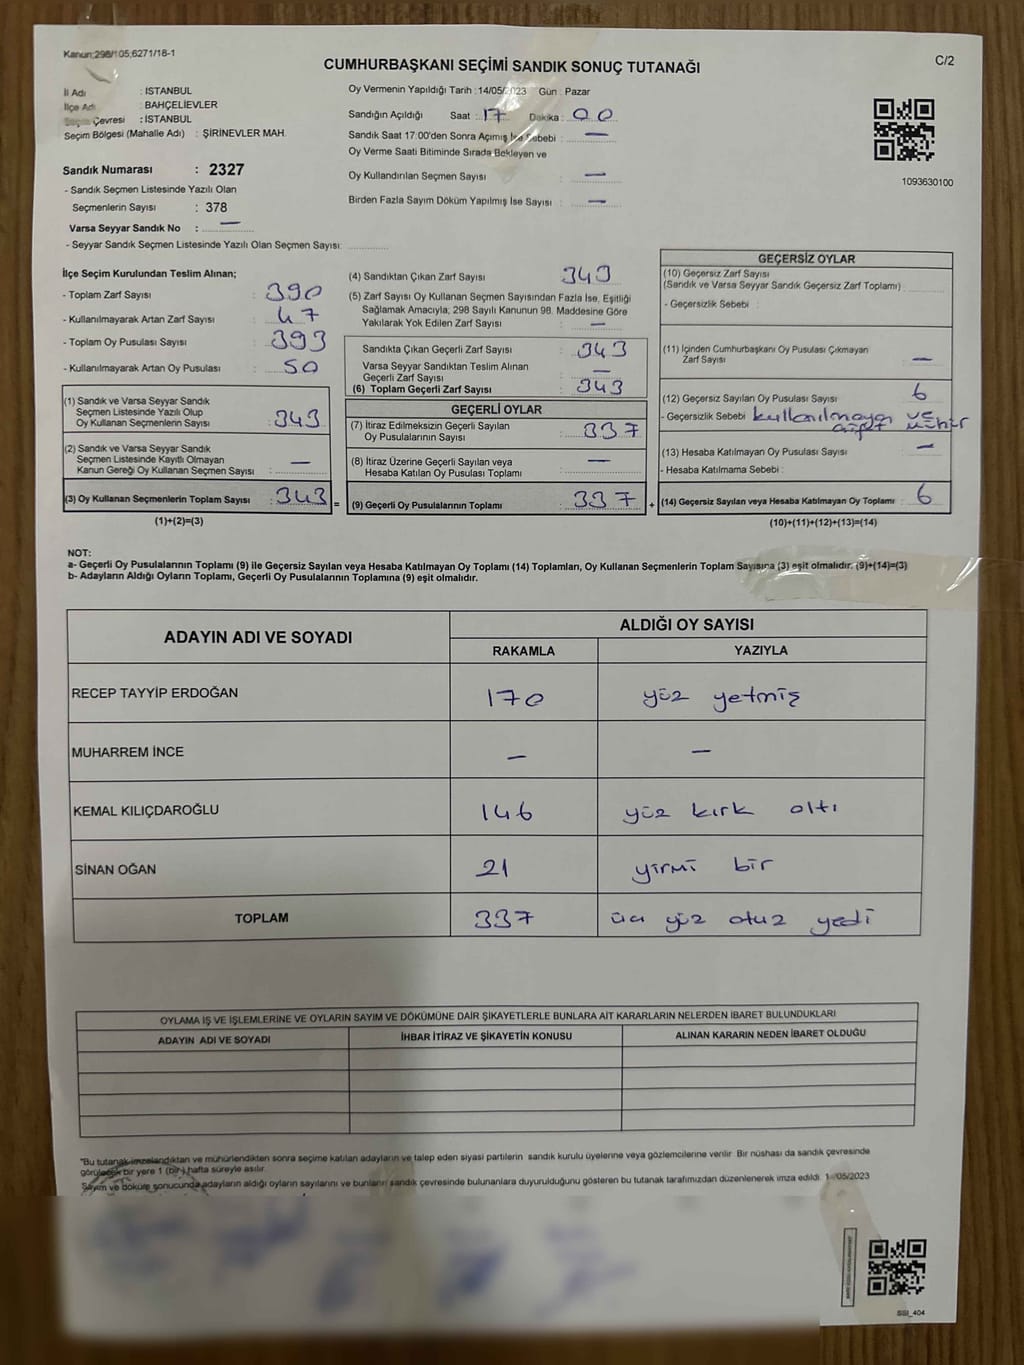 Kanun:298/105;6271/18-1
CUMHURBAŞKANI SEÇİMİ SANDIK SONUÇ TUTANAĞI
C/2
İl Adı : İSTANBUL
İlçe Adı : BAHÇELİEVLER
Seçim Çevresi : İSTANBUL
Seçim Bölgesi (Mahalle Adı) : ŞİRİNEVLER MAH.
Oy Vermenin Yapıldığı Tarih : 14/05/2023 Gün : Pazar
Sandığın Açıldığı Saat : 17 Dakika : 00
Sandık Saat 17:00'den Sonra Açılmış İse Sebebi : —
Oy Verme Saati Bitiminde Sırada Bekleyen ve
Oy Kullandırılan Seçmen Sayısı : —
Birden Fazla Sayım Döküm Yapılmış İse Sayısı : —
1093630100
Sandık Numarası : 2327
- Sandık Seçmen Listesinde Yazılı Olan
Seçmenlerin Sayısı : 378
Varsa Seyyar Sandık No : —
- Seyyar Sandık Seçmen Listesinde Yazılı Olan Seçmen Sayısı:
İlçe Seçim Kurulundan Teslim Alınan;
- Toplam Zarf Sayısı : 390
- Kullanılmayarak Artan Zarf Sayısı : 47
- Toplam Oy Pusulası Sayısı : 393
- Kullanılmayarak Artan Oy Pusulası : 50
(1) Sandık ve Varsa Seyyar Sandık
Seçmen Listesinde Yazılı Olup
Oy Kullanan Seçmenlerin Sayısı : 343
(2) Sandık ve Varsa Seyyar Sandık
Seçmen Listesinde Kayıtlı Olmayan
Kanun Gereği Oy Kullanan Seçmen Sayısı : —
(3) Oy Kullanan Seçmenlerin Toplam Sayısı : 343 =
(1)+(2)=(3)
(4) Sandıktan Çıkan Zarf Sayısı : 343
(5) Zarf Sayısı Oy Kullanan Seçmen Sayısından Fazla İse, Eşitliği
Sağlamak Amacıyla; 298 Sayılı Kanunun 98. Maddesine Göre
Yakılarak Yok Edilen Zarf Sayısı : —
Sandıkta Çıkan Geçerli Zarf Sayısı : 343
Varsa Seyyar Sandıktan Teslim Alınan
Geçerli Zarf Sayısı : —
(6) Toplam Geçerli Zarf Sayısı : 343
GEÇERLİ OYLAR
(7) İtiraz Edilmeksizin Geçerli Sayılan
Oy Pusulalarının Sayısı : 337
(8) İtiraz Üzerine Geçerli Sayılan veya
Hesaba Katılan Oy Pusulası Toplamı : —
(9) Geçerli Oy Pusulalarının Toplamı : 337 +
GEÇERSİZ OYLAR
(10) Geçersiz Zarf Sayısı
(Sandık ve Varsa Seyyar Sandık Geçersiz Zarf Toplamı) :
- Geçersizlik Sebebi :
(11) İçinden Cumhurbaşkanı Oy Pusulası Çıkmayan
Zarf Sayısı : —
(12) Geçersiz Sayılan Oy Pusulası Sayısı : 6
- Geçersizlik Sebebi : kullanılmayan ve
mühür
(13) Hesaba Katılmayan Oy Pusulası Sayısı : —
- Hesaba Katılmama Sebebi :
(14) Geçersiz Sayılan veya Hesaba Katılmayan Oy Toplamı : 6
(10)+(11)+(12)+(13)=(14)
NOT:
a- Geçerli Oy Pusulalarının Toplamı (9) ile Geçersiz Sayılan veya Hesaba Katılmayan Oy Toplamı (14) Toplamları, Oy Kullanan Seçmenlerin Toplam Sayısına (3) eşit olmalıdır. (9)+(14)=(3)
b- Adayların Aldığı Oyların Toplamı, Geçerli Oy Pusulalarının Toplamına (9) eşit olmalıdır.
ADAYIN ADI VE SOYADI
ALDIĞI OY SAYISI
RAKAMLA YAZIYLA
RECEP TAYYİP ERDOĞAN 170 yüz yetmiş
MUHARREM İNCE — —
KEMAL KILIÇDAROĞLU 146 yüz kırk altı
SİNAN OĞAN 21 yirmi bir
TOPLAM 337 üç yüz otuz yedi
OYLAMA İŞ VE İŞLEMLERİNE VE OYLARIN SAYIM VE DÖKÜMÜNE DAİR ŞİKAYETLERLE BUNLARA AİT KARARLARIN NELERDEN İBARET BULUNDUKLARI
ADAYIN ADI VE SOYADI İHBAR İTİRAZ VE ŞİKAYETİN KONUSU ALINAN KARARIN NEDEN İBARET OLDUĞU
"Bu tutanak imzalandıktan ve mühürlendikten sonra seçime katılan adayların ve talep eden siyasi partilerin sandık kurulu üyelerine veya gözlemcilerine verilir. Bir nüshası da sandık çevresinde
görülecek bir yere 1 (bir) hafta süreyle asılır.
Sayım ve döküm sonucunda adayların aldığı oyların sayılarını ve bunların sandık çevresinde bulunanlara duyurulduğunu gösteren bu tutanak tarafımızdan düzenlenerek imza edildi. /05/2023
SSI_404